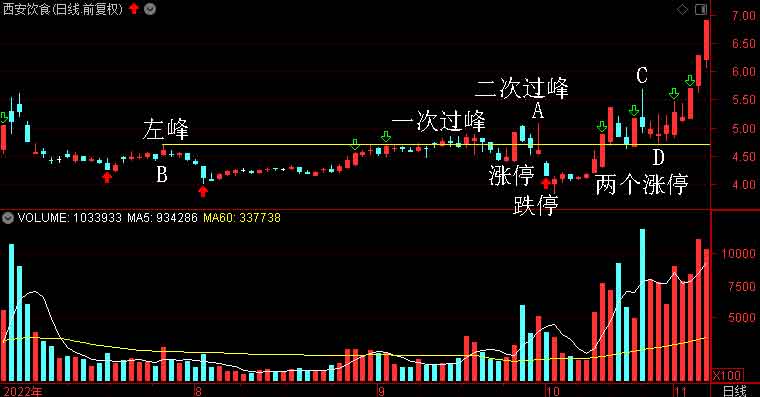 西安饮食(日线.前复权)
7.00
6.50
6.00
5.50
5.00
4.50
4.00
C
二次过峰
A
一次过峰
左峰
B
D
涨停
两个涨停
跌停
VOLUME: 1033933 MA5: 934286 MA60: 337738
10000
7500
5000
X100
2022年 8 9 10 11 日线